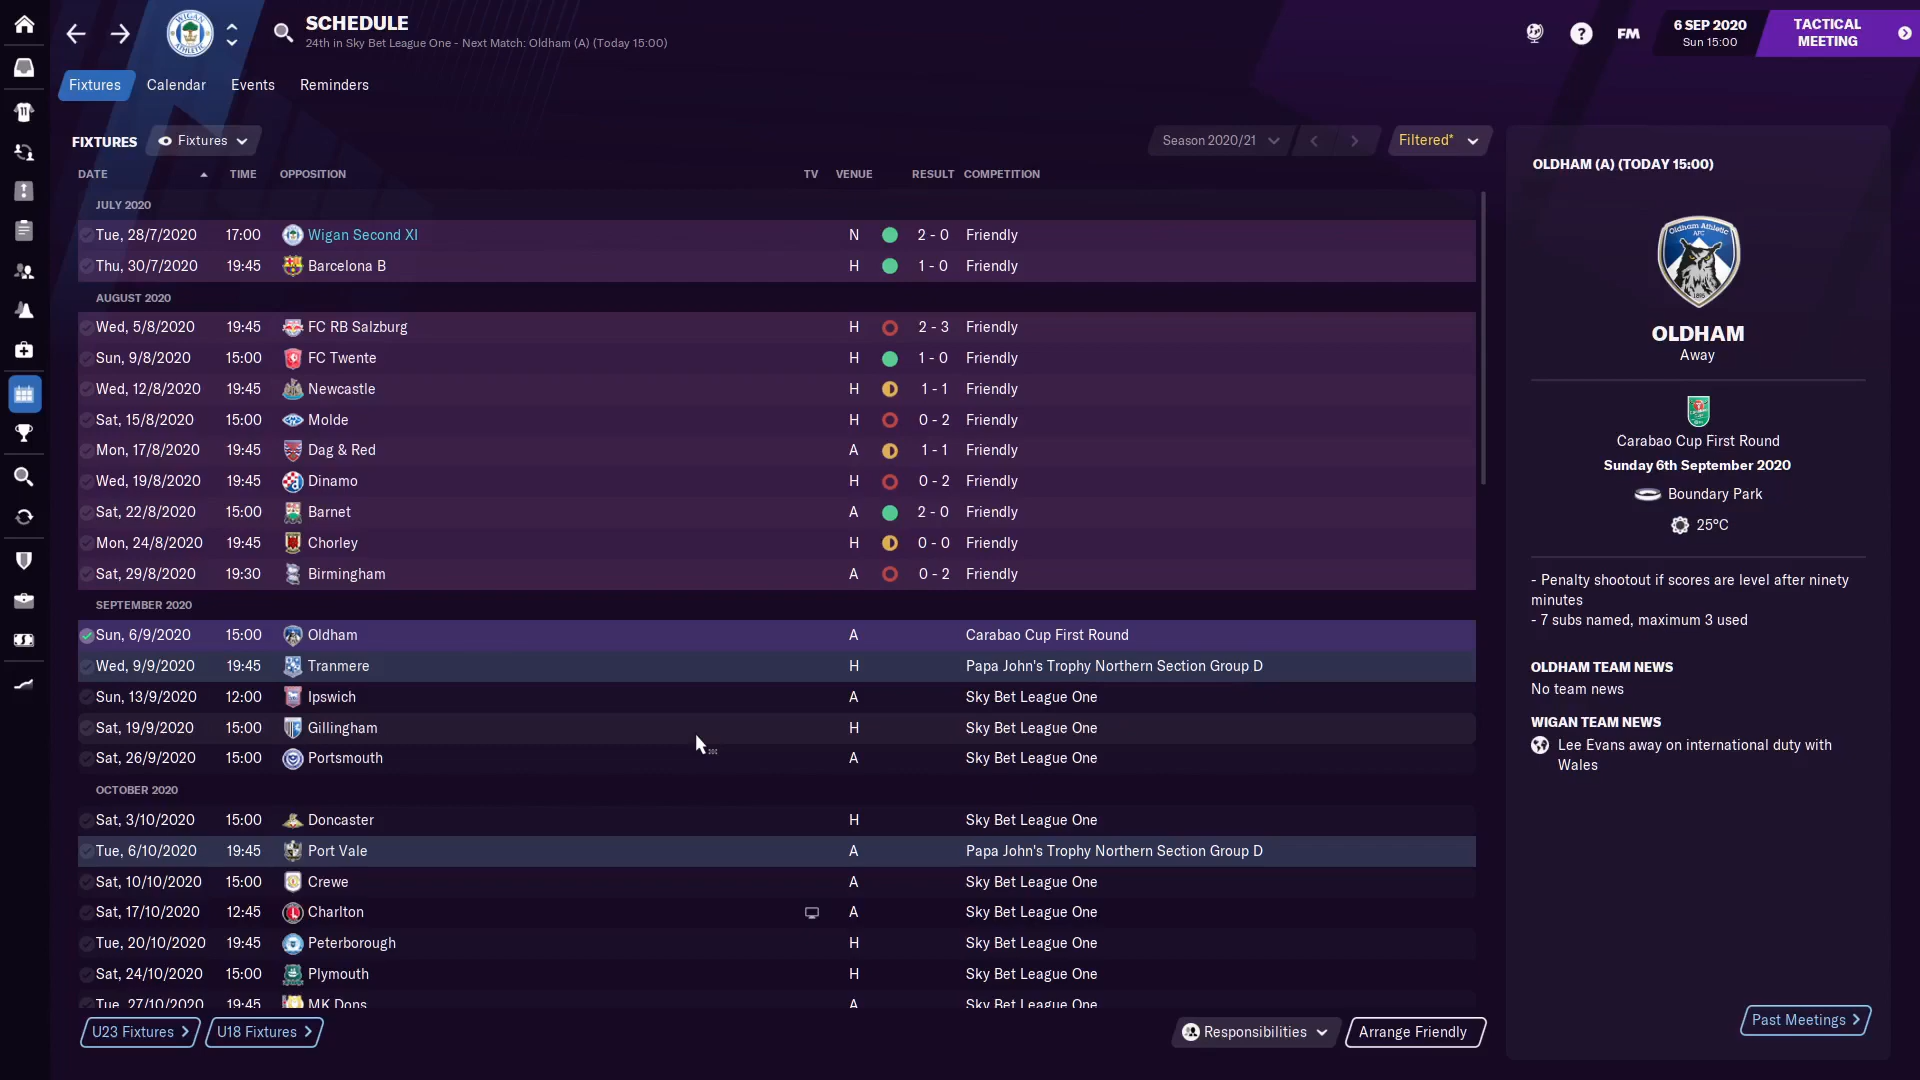 SCHEDULE
24th in Sky Bet League One - Next Match: Oldham (A) (Today 15:00)
FM
6 SEP 2020
Sun 15:00
TACTICAL
MEETING
Fixtures
Calendar
Events
Reminders
FIXTURES
Fixtures
Season 2020/21
Filtered*
DATE TIME OPPOSITION TV VENUE RESULT COMPETITION
JULY 2020
Tue, 28/7/2020 17:00 Wigan Second XI N 2 - 0 Friendly
Thu, 30/7/2020 19:45 Barcelona B H 1 - 0 Friendly
AUGUST 2020
Wed, 5/8/2020 19:45 FC RB Salzburg H 2 - 3 Friendly
Sun, 9/8/2020 15:00 FC Twente H 1 - 0 Friendly
Wed, 12/8/2020 19:45 Newcastle H 1 - 1 Friendly
Sat, 15/8/2020 15:00 Molde H 0 - 2 Friendly
Mon, 17/8/2020 19:45 Dag & Red A 1 - 1 Friendly
Wed, 19/8/2020 19:45 Dinamo H 0 - 2 Friendly
Sat, 22/8/2020 15:00 Barnet A 2 - 0 Friendly
Mon, 24/8/2020 19:45 Chorley H 0 - 0 Friendly
Sat, 29/8/2020 19:30 Birmingham A 0 - 2 Friendly
SEPTEMBER 2020
Sun, 6/9/2020 15:00 Oldham A Carabao Cup First Round
Wed, 9/9/2020 19:45 Tranmere H Papa John's Trophy Northern Section Group D
Sun, 13/9/2020 12:00 Ipswich A Sky Bet League One
Sat, 19/9/2020 15:00 Gillingham H Sky Bet League One
Sat, 26/9/2020 15:00 Portsmouth A Sky Bet League One
OCTOBER 2020
Sat, 3/10/2020 15:00 Doncaster H Sky Bet League One
Tue, 6/10/2020 19:45 Port Vale A Papa John's Trophy Northern Section Group D
Sat, 10/10/2020 15:00 Crewe A Sky Bet League One
Sat, 17/10/2020 12:45 Charlton A Sky Bet League One
Tue, 20/10/2020 19:45 Peterborough H Sky Bet League One
Sat, 24/10/2020 15:00 Plymouth H Sky Bet League One
Tue, 27/10/2020 19:45 MK Dons A Sky Bet League One
U23 Fixtures
U18 Fixtures
Responsibilities
Arrange Friendly
OLDHAM (A) (TODAY 15:00)
Oldham Athletic
AFC
1895
OLDHAM
Away
Carabao Cup First Round
Sunday 6th September 2020
Boundary Park
25°C
- Penalty shootout if scores are level after ninety
minutes
- 7 subs named, maximum 3 used
OLDHAM TEAM NEWS
No team news
WIGAN TEAM NEWS
Lee Evans away on international duty with
Wales
Past Meetings